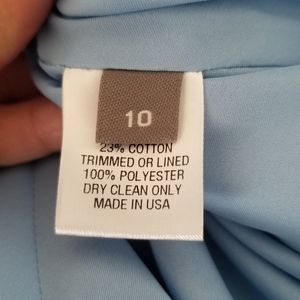 10
23% COTTON
TRIMMED OR LINED
100% POLYESTER
DRY CLEAN ONLY
MADE IN USA